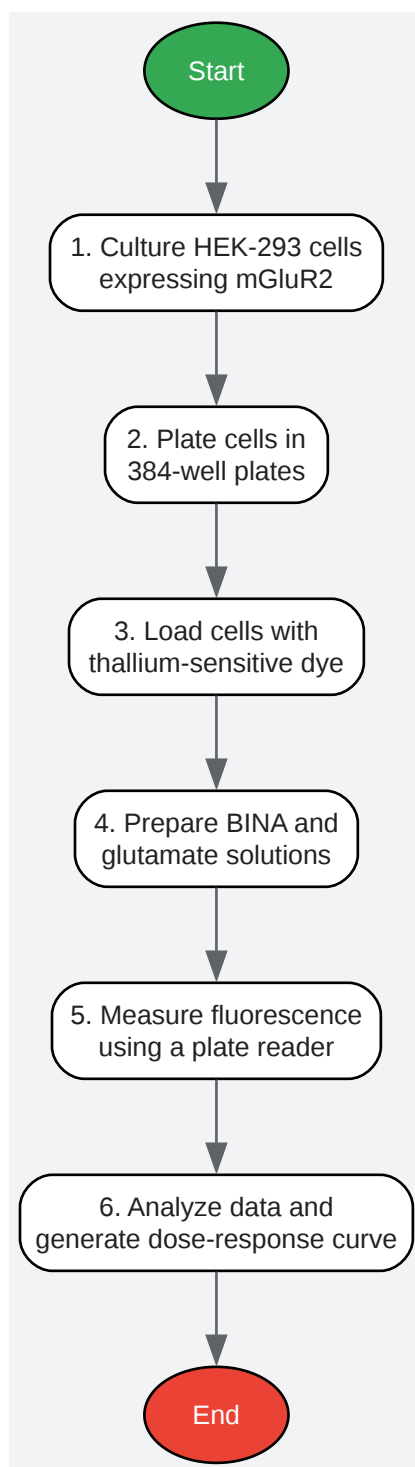 Start
1. Culture HEK-293 cells
expressing mGluR2
2. Plate cells in
384-well plates
3. Load cells with
thallium-sensitive dye
4. Prepare BINA and
glutamate solutions
5. Measure fluorescence
using a plate reader
6. Analyze data and
generate dose-response curve
End